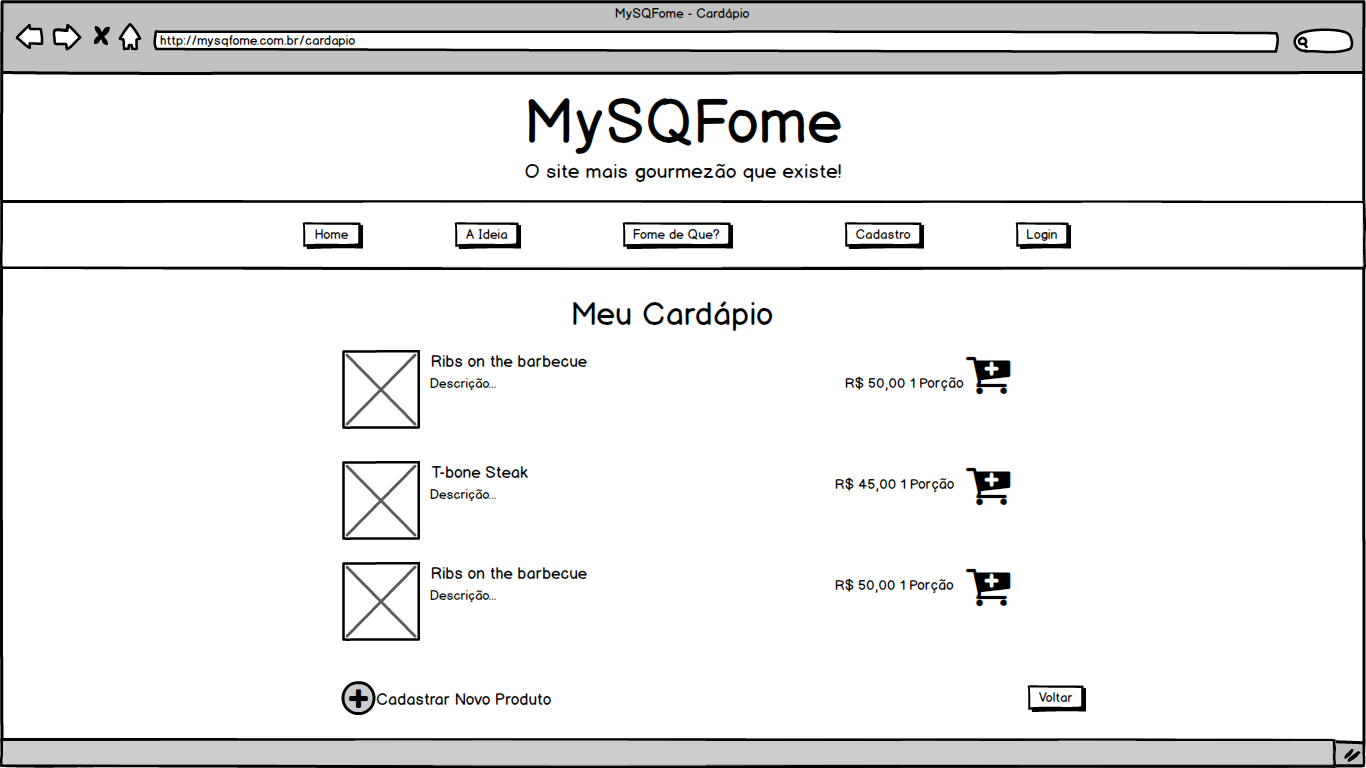 MySQFome - Cardápio
http://mysqfome.com.br/cardapio
MySQFome
O site mais gourmezão que existe!
Home A Ideia Fome de Que? Cadastro Login
Meu Cardápio
Ribs on the barbecue
Descrição... R$ 50,00 1 Porção
T-bone Steak
Descrição... R$ 45,00 1 Porção
Ribs on the barbecue
Descrição... R$ 50,00 1 Porção
Cadastrar Novo Produto Voltar